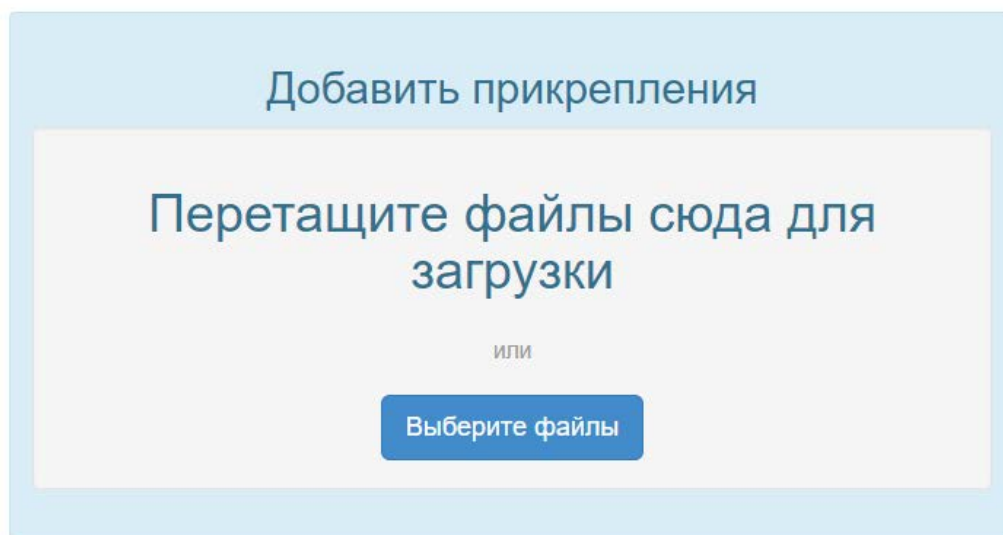 Добавить прикрепления
Перетащите файлы сюда для
загрузки
или
Выберите файлы